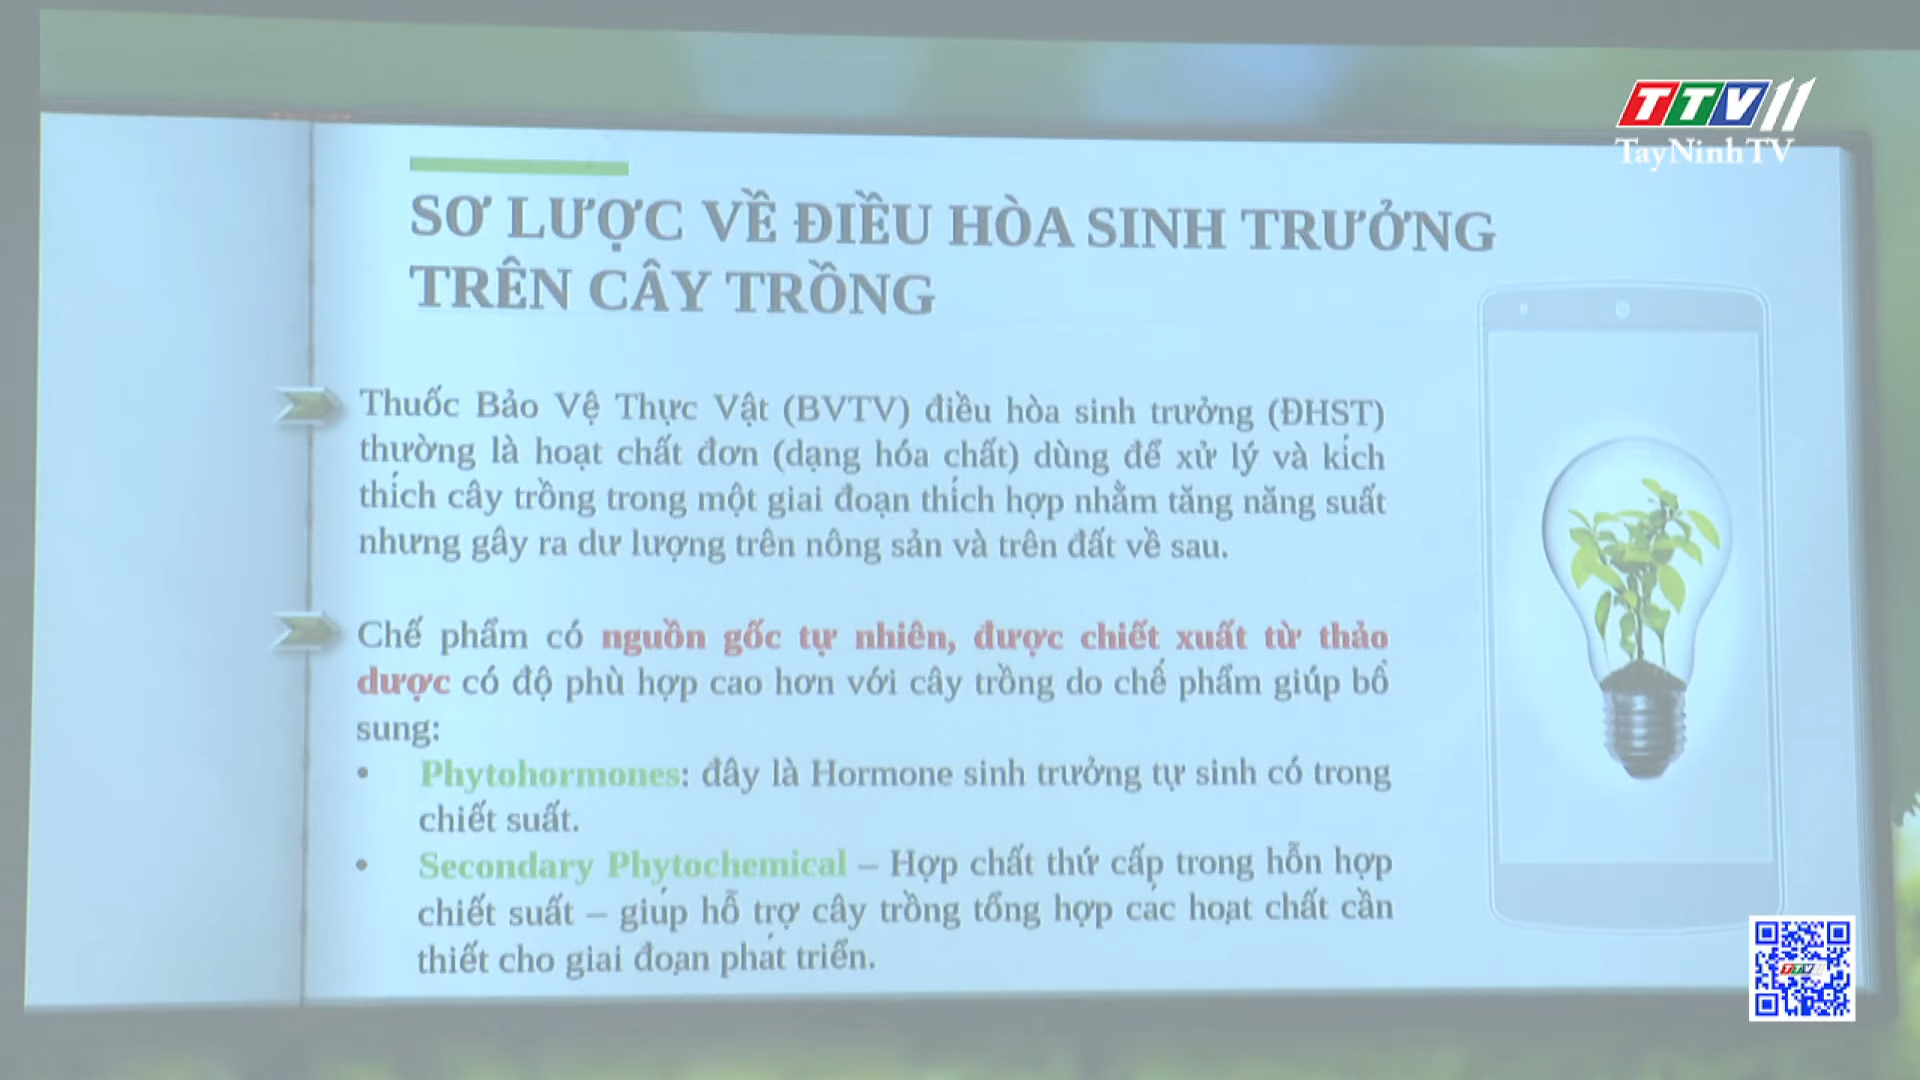 TTV11
TayNinhTV
SƠ LƯỢC VỀ ĐIỀU HÒA SINH TRƯỞNG
TRÊN CÂY TRỒNG
Thuốc Bảo Vệ Thực Vật (BVTV) điều hòa sinh trưởng (ĐHST)
thường là hoạt chất đơn (dạng hóa chất) dùng để xử lý và kích
thích cây trồng trong một giai đoạn thích hợp nhằm tăng năng suất
nhưng gây ra dư lượng trên nông sản và trên đất về sau.
Chế phẩm có nguồn gốc tự nhiên, được chiết xuất từ thảo
dược có độ phù hợp cao hơn với cây trồng do chế phẩm giúp bổ
sung:
• Phytohormones: đây là Hormone sinh trưởng tự sinh có trong
chiết suất.
• Secondary Phytochemical – Hợp chất thứ cấp trong hỗn hợp
chiết suất – giúp hỗ trợ cây trồng tổng hợp các hoạt chất cần
thiết cho giai đoạn phát triển.
TTV11